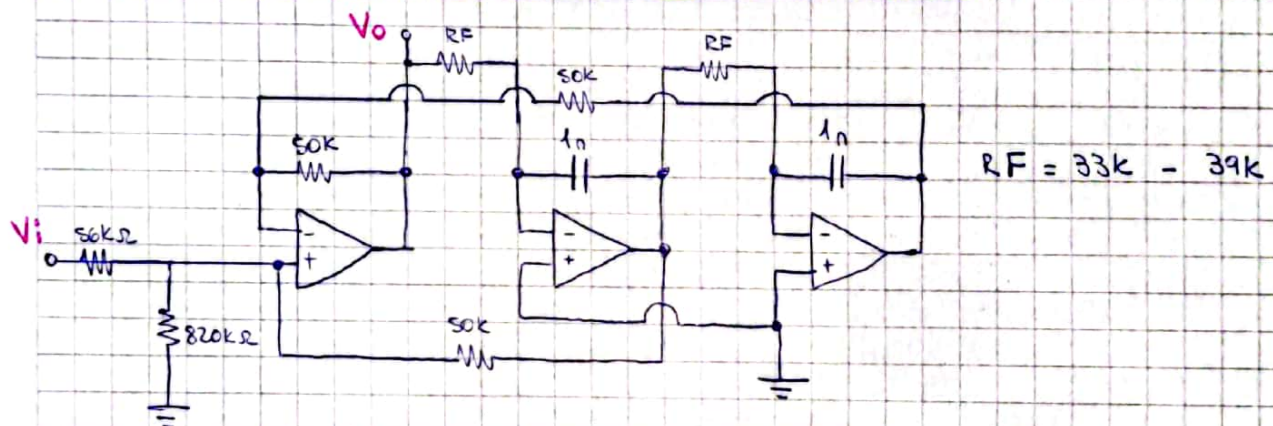 Vo
RF
RF
50K
50K
1n
1n
RF = 33K - 39K
Vi
56KΩ
-
+
-
+
-
+
820KΩ
50K